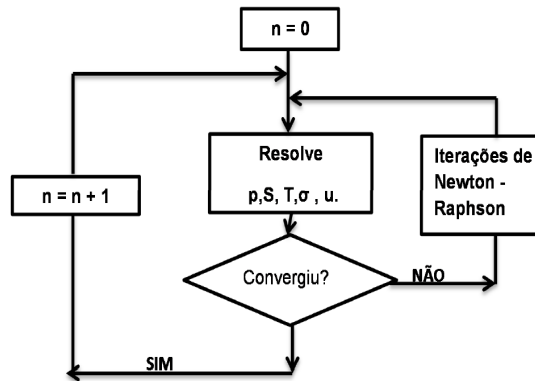 n = 0
Resolve
p,S, T,σ , u.
Iterações de
Newton -
Raphson
n = n + 1
Convergiu?
NÃO
SIM